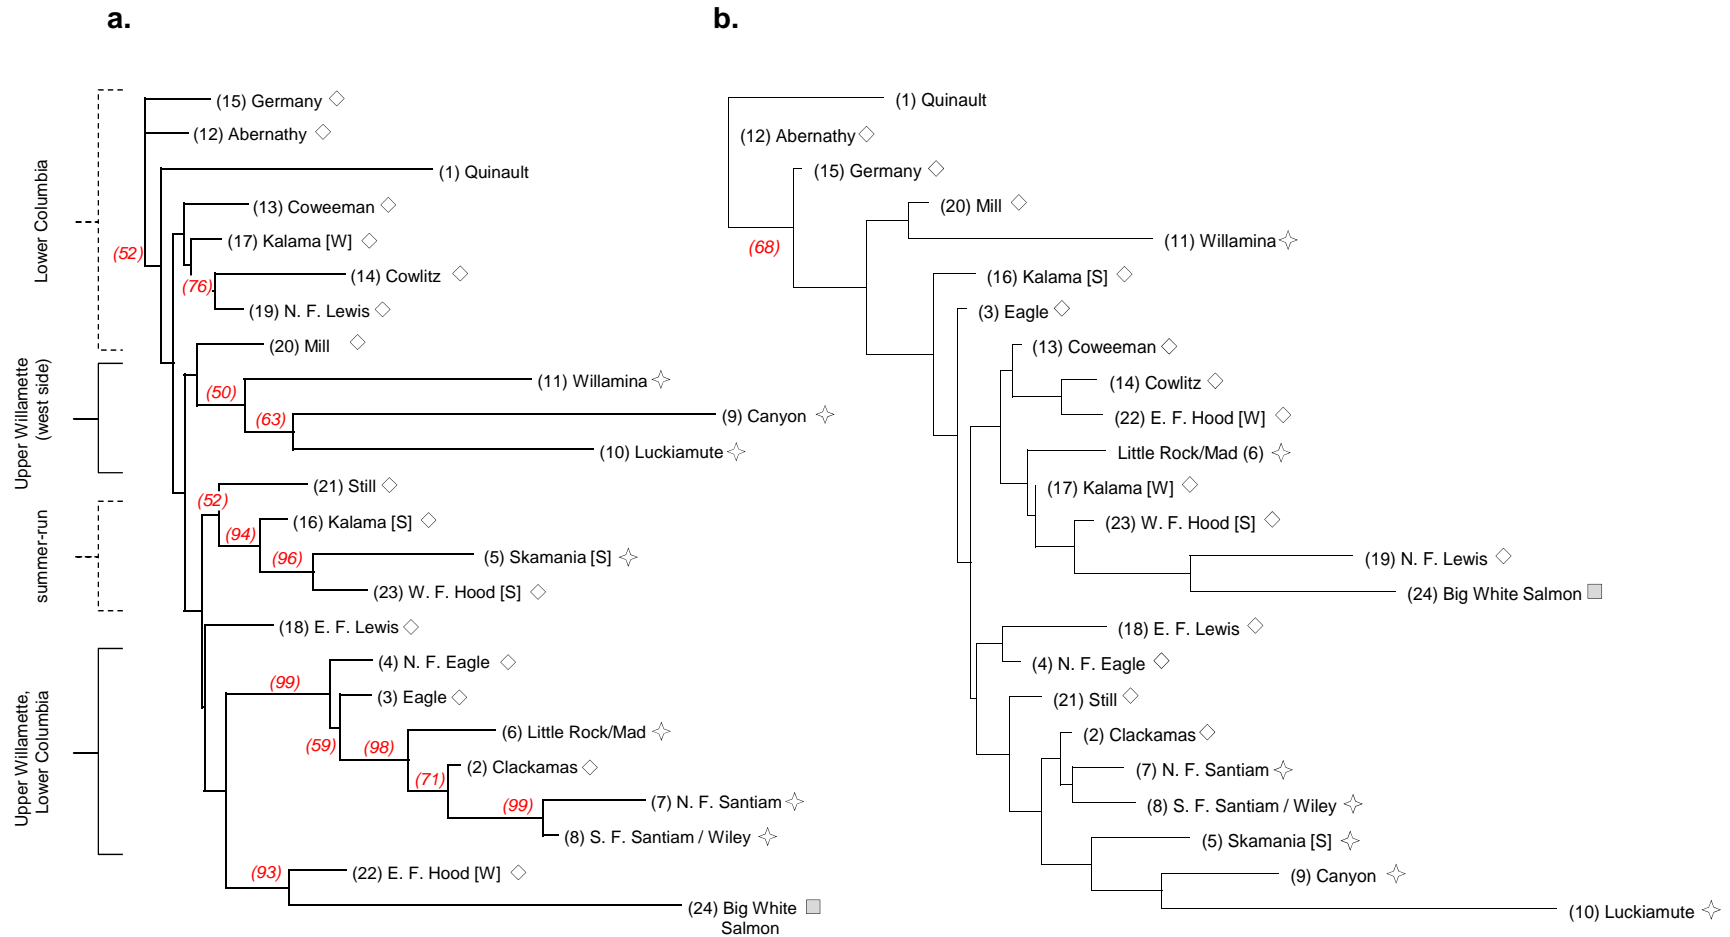 a.
Lower Columbia
Upper Willamette
(west side)
summer-run
Upper Willamette,
Lower Columbia
(15) Germany
(12) Abernathy
(1) Quinault
(13) Coweeman
(17) Kalama [W]
(52)
(14) Cowlitz
(76)
(19) N. F. Lewis
(20) Mill
(11) Willamina
(50)
(9) Canyon
(63)
(10) Luckiamute
(21) Still
(52)
(16) Kalama [S]
(94)
(5) Skamania [S]
(96)
(23) W. F. Hood [S]
(18) E. F. Lewis
(4) N. F. Eagle
(99)
(3) Eagle
(6) Little Rock/Mad
(59)
(98)
(2) Clackamas
(71)
(7) N. F. Santiam
(99)
(8) S. F. Santiam / Wiley
(22) E. F. Hood [W]
(93)
(24) Big White
Salmon
b.
(1) Quinault
(12) Abernathy
(15) Germany
(20) Mill
(11) Willamina
(68)
(16) Kalama [S]
(3) Eagle
(13) Coweeman
(14) Cowlitz
(22) E. F. Hood [W]
Little Rock/Mad (6)
(17) Kalama [W]
(23) W. F. Hood [S]
(19) N. F. Lewis
(24) Big White Salmon
(18) E. F. Lewis
(4) N. F. Eagle
(21) Still
(2) Clackamas
(7) N. F. Santiam
(8) S. F. Santiam / Wiley
(5) Skamania [S]
(9) Canyon
(10) Luckiamute